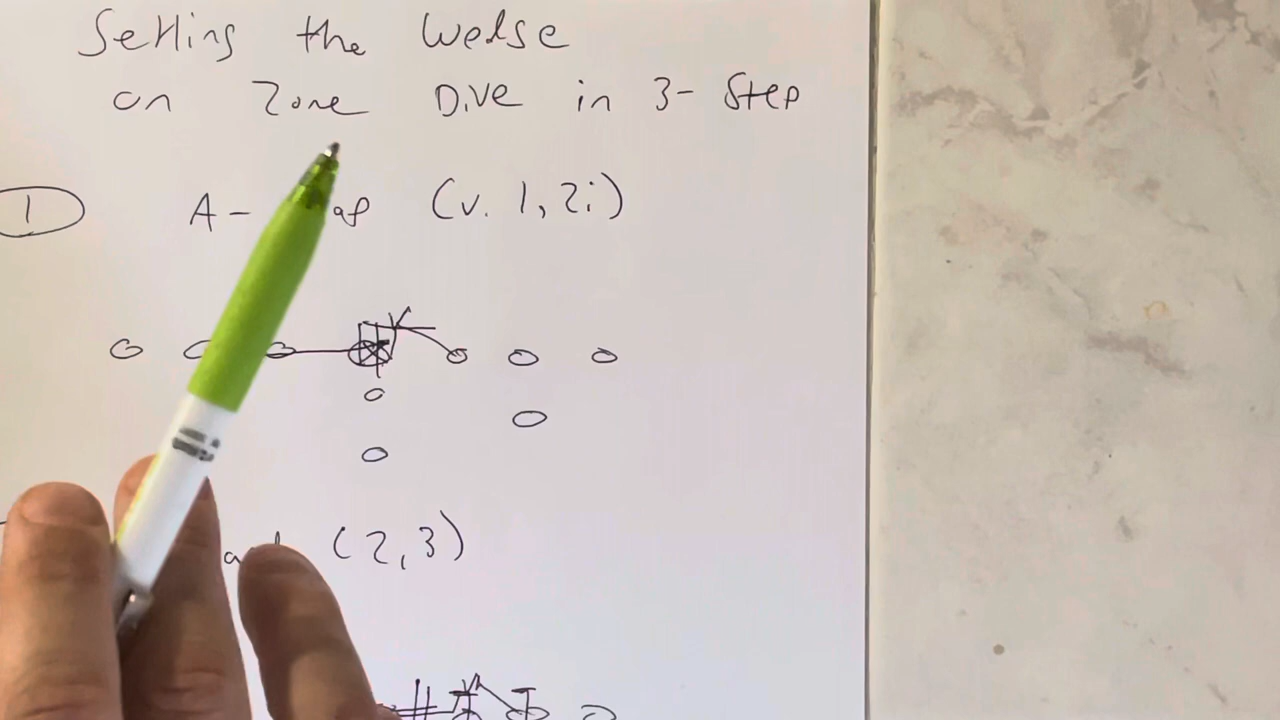 Setting the Wedge
on Zone Dive in 3-Step
1 A- (v. 1, 2i)
(2,3)